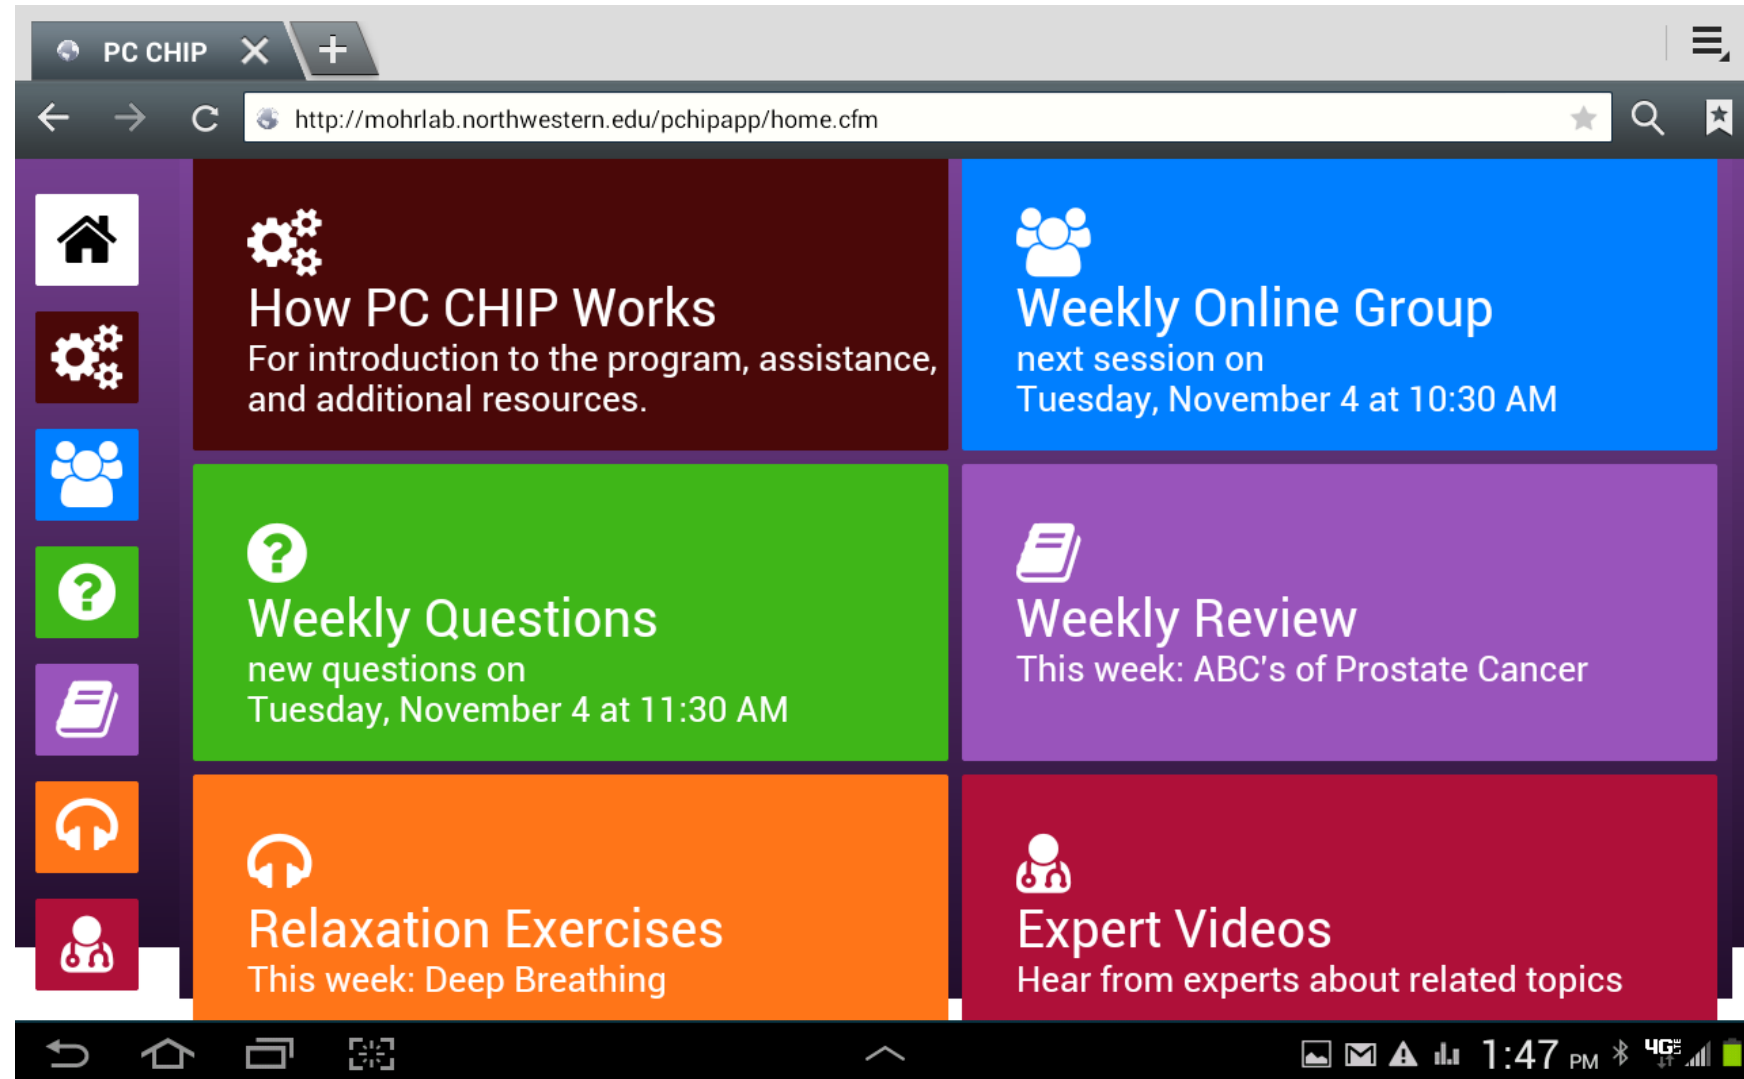 PC CHIP
http://mohrlab.northwestern.edu/pchipapp/home.cfm
How PC CHIP Works
For introduction to the program, assistance,
and additional resources.
Weekly Online Group
next session on
Tuesday, November 4 at 10:30 AM
Weekly Questions
new questions on
Tuesday, November 4 at 11:30 AM
Weekly Review
This week: ABC's of Prostate Cancer
Relaxation Exercises
This week: Deep Breathing
Expert Videos
Hear from experts about related topics
1:47 PM 4G LTE